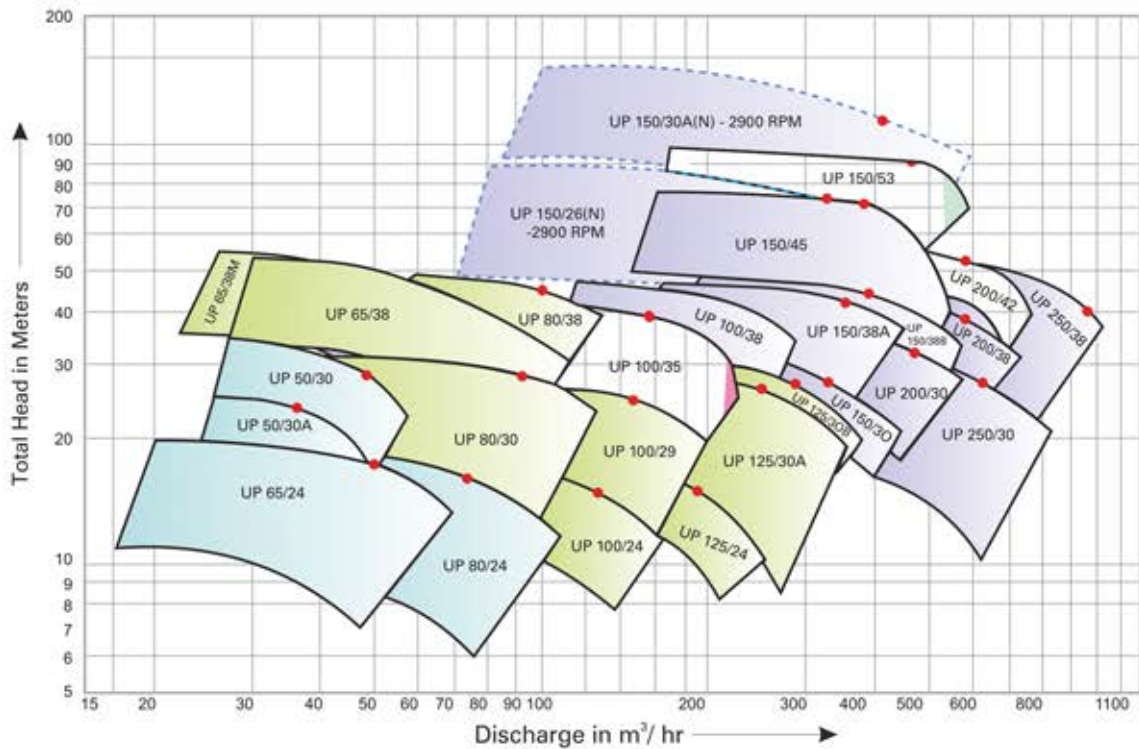 200
100
90
80
70
60
50
40
30
20
10
9
8
7
6
5
Total Head in Meters
UP 150/30A(N) - 2900 RPM
UP 150/53
UP 150/26(N)
-2900 RPM
UP 150/45
UP 65/38M
UP 65/38
UP 80/38
UP 100/38
UP 150/38A
UP
150/38B
UP 200/42
UP 200/38
UP 250/38
UP 100/35
UP 50/30
UP 50/30A
UP 80/30
UP 100/29
UP 125/30A
UP 125/30B
UP 150/30
UP 200/30
UP 250/30
UP 65/24
UP 80/24
UP 100/24
UP 125/24
15 20 30 40 50 60 70 80 90 100 200 300 400 500 600 800 1100
Discharge in m³/ hr